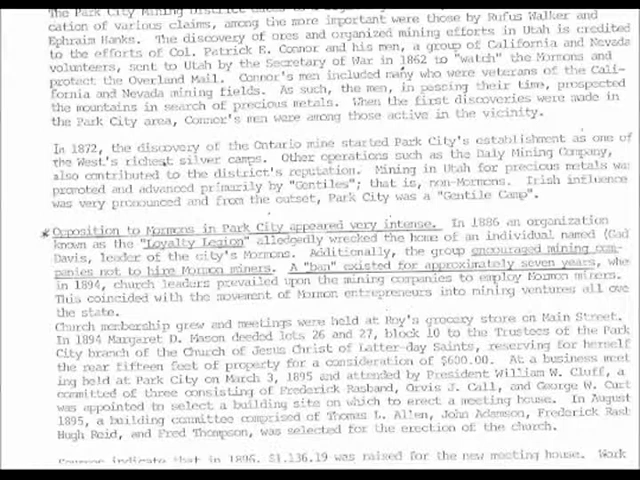 The Park City Mining District
cation of various claims, among the more important were those by Rufus Walker and
Ephraim Hanks. The discovery of ores and organized mining efforts in Utah is credited
to the efforts of Col. Patrick E. Connor and his men, a group of California and Nevada
volunteers, sent to Utah by the Secretary of War in 1862 to "watch" the Mormons and
protect the Overland Mail. Connor's men included many who were veterans of the Cali-
fornia and Nevada mining fields. As such, the men, in passing their time, prospected
the mountains in search of precious metals. When the first discoveries were made in
the Park City area, Connor's men were among those active in the vicinity.
In 1872, the discovery of the Ontario mine started Park City's establishment as one of
the West's richest silver camps. Other operations such as the Daly Mining Company,
also contributed to the district's reputation. Mining in Utah for precious metals was
promoted and advanced primarily by "Gentiles"; that is, non-Mormons. Irish influence
was very pronounced and from the outset, Park City was a "Gentile Camp".
* Opposition to Mormons in Park City appeared very intense. In 1886 an organization
known as the "Loyalty Legion" allegedly wrecked the home of an individual named (Gad
Davis, leader of the city's Mormons. Additionally, the group encouraged mining com-
panies not to hire Mormon miners. A "ban" existed for approximately seven years, whe
in 1894, church leaders prevailed upon the mining companies to employ Mormon miners.
This coincided with the movement of Mormon entrepreneurs into mining ventures all ove
the state.
Church membership grew and meetings were held at Roy's grocery store on Main Street.
In 1894 Margaret D. Mason deeded lots 26 and 27, block 10 to the Trustees of the Park
City branch of the Church of Jesus Christ of Latter-day Saints, reserving for herself
the rear fifteen feet of property for a consideration of $600.00. At a business meet
ing held at Park City on March 3, 1895 and attended by President William W. Cluff, a
committed of three consisting of Frederick Rasband, Orvis J. Call, and George W. Curt
was appointed to select a building site on which to erect a meeting house. In August
1895, a building committee comprised of Thomas L. Allen, John Adamson, Frederick Rasb
Hugh Reid, and Fred Thompson, was selected for the erection of the church.
Sources indicate that in 1896, $1,136.19 was raised for the new meeting house. Work